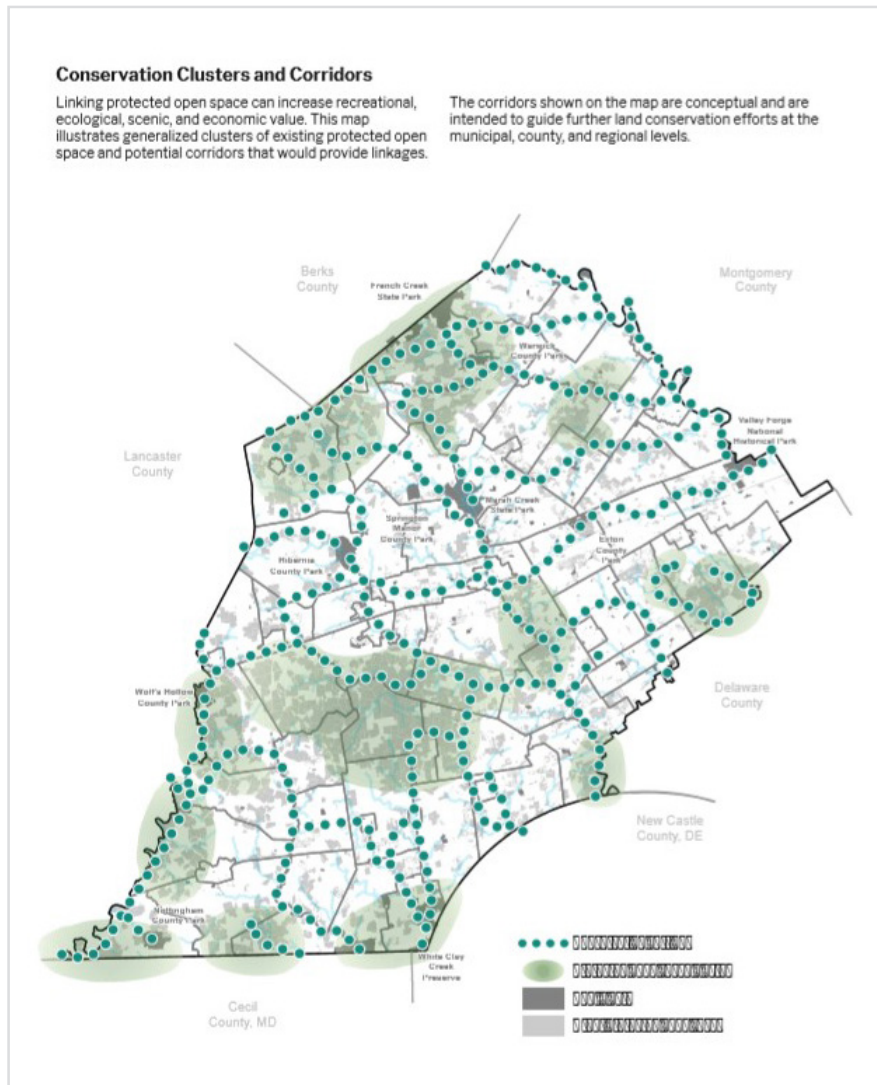 Conservation Clusters and Corridors
Linking protected open space can increase recreational,
ecological, scenic, and economic value. This map
illustrates generalized clusters of existing protected open
space and potential corridors that would provide linkages.
The corridors shown on the map are conceptual and are
intended to guide further land conservation efforts at the
municipal, county, and regional levels.
Berks
County
French Creek
State Park
Montgomery
County
Warwick
County Park
Valley Forge
National
Historical Park
Lancaster
County
Marsh Creek
State Park
Springton
Manor
County Park
Exton
County
Park
Hibernia
County Park
Wolf's Hollow
County Park
Delaware
County
New Castle
County, DE
Nottingham
County Park
White Clay
Creek
Preserve
Cecil
County, MD